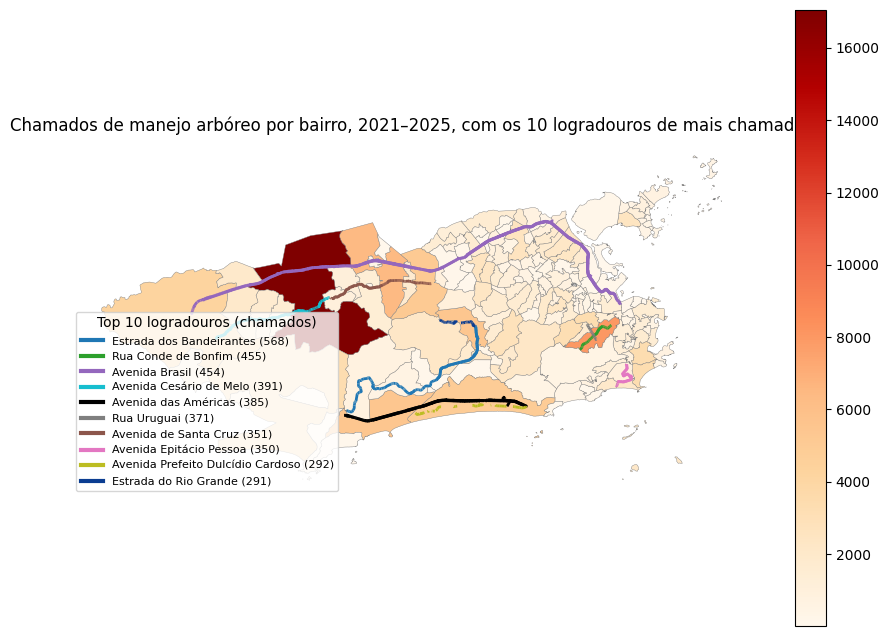 Chamados de manejo arbóreo por bairro, 2021–2025, com os 10 logradouros de mais chamad
16000
14000
12000
10000
8000
6000
4000
2000
Top 10 logradouros (chamados)
Estrada dos Bandeirantes (568)
Rua Conde de Bonfim (455)
Avenida Brasil (454)
Avenida Cesário de Melo (391)
Avenida das Américas (385)
Rua Uruguai (371)
Avenida de Santa Cruz (351)
Avenida Epitácio Pessoa (350)
Avenida Prefeito Dulcídio Cardoso (292)
Estrada do Rio Grande (291)